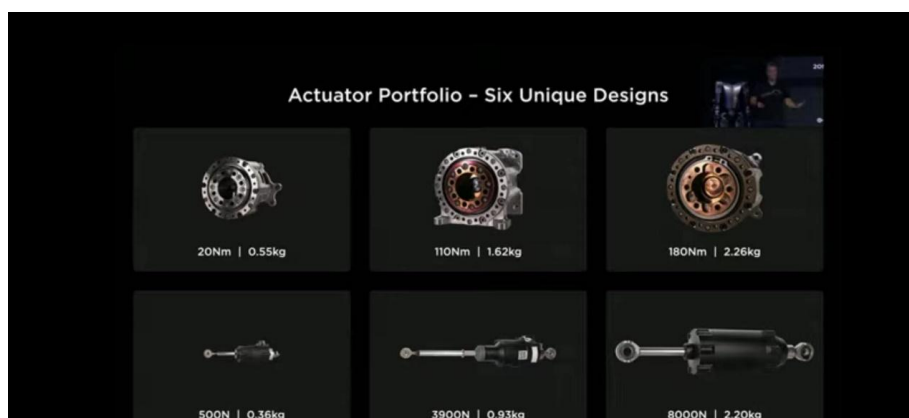 Actuator Portfolio – Six Unique Designs
20Nm | 0.55kg
110Nm | 1.62kg
180Nm | 2.26kg
500N | 0.36kg
3900N | 0.93kg
8000N | 2.20kg